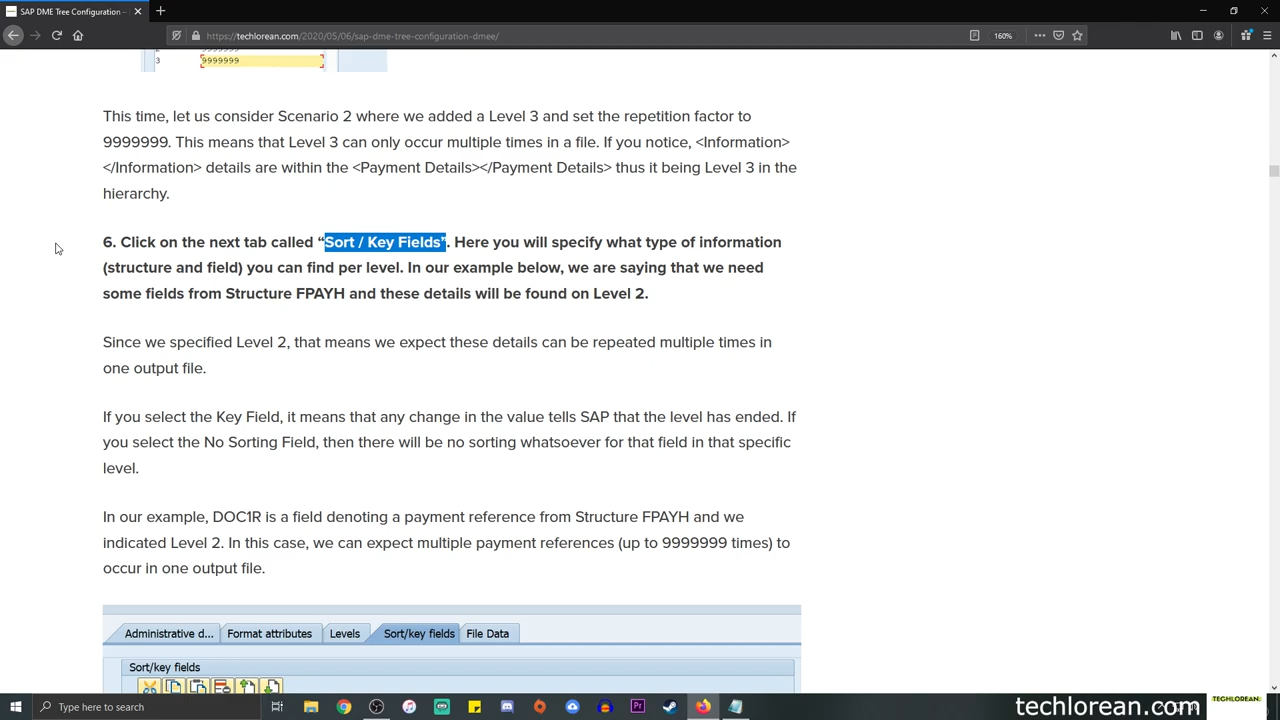 SAP DME Tree Configuration –
https://techlorean.com/2020/05/06/sap-dme-tree-configuration-dmee/
160%
3 9999999
This time, let us consider Scenario 2 where we added a Level 3 and set the repetition factor to
9999999. This means that Level 3 can only occur multiple times in a file. If you notice, <Information>
</Information> details are within the <Payment Details></Payment Details> thus it being Level 3 in the
hierarchy.
6. Click on the next tab called “Sort / Key Fields”. Here you will specify what type of information
(structure and field) you can find per level. In our example below, we are saying that we need
some fields from Structure FPAYH and these details will be found on Level 2.
Since we specified Level 2, that means we expect these details can be repeated multiple times in
one output file.
If you select the Key Field, it means that any change in the value tells SAP that the level has ended. If
you select the No Sorting Field, then there will be no sorting whatsoever for that field in that specific
level.
In our example, DOC1R is a field denoting a payment reference from Structure FPAYH and we
indicated Level 2. In this case, we can expect multiple payment references (up to 9999999 times) to
occur in one output file.
Administrative d... Format attributes Levels Sort/key fields File Data
Sort/key fields
Type here to search
techlorean.com
TECHLOREAN